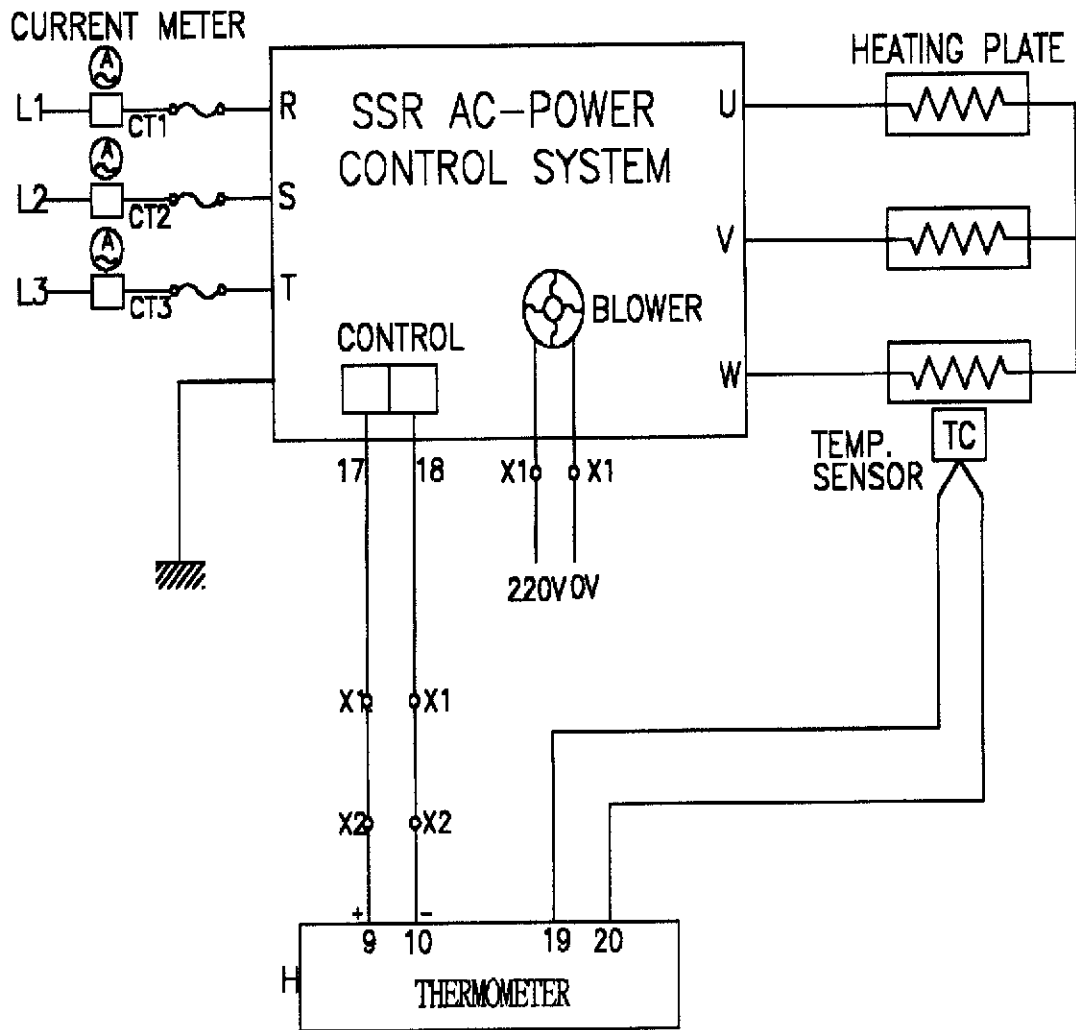 CURRENT METER
A
L1
CT1
R
A
L2
CT2
S
A
L3
CT3
T
SSR AC-POWER
CONTROL SYSTEM
U
V
W
HEATING PLATE
BLOWER
CONTROL
17
18
X1
X1
220V
0V
TEMP.
SENSOR
TC
X1
X1
X2
X2
+
-
9
10
19
20
H
THERMOMETER